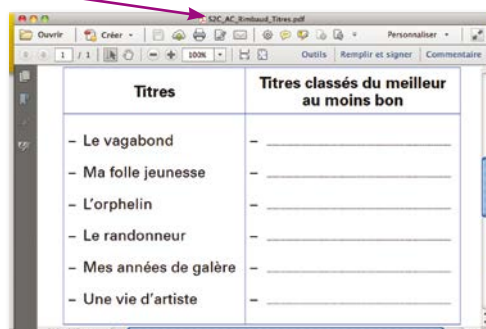 S2C_AC_Rimbaud_Titres.pdf
Ouvrir Créer Personnaliser
1 / 1 100% Outils Remplir et signer Commentaire
Titres
Titres classés du meilleur
au moins bon
– Le vagabond –
– Ma folle jeunesse –
– L'orphelin –
– Le randonneur –
– Mes années de galère –
– Une vie d'artiste –